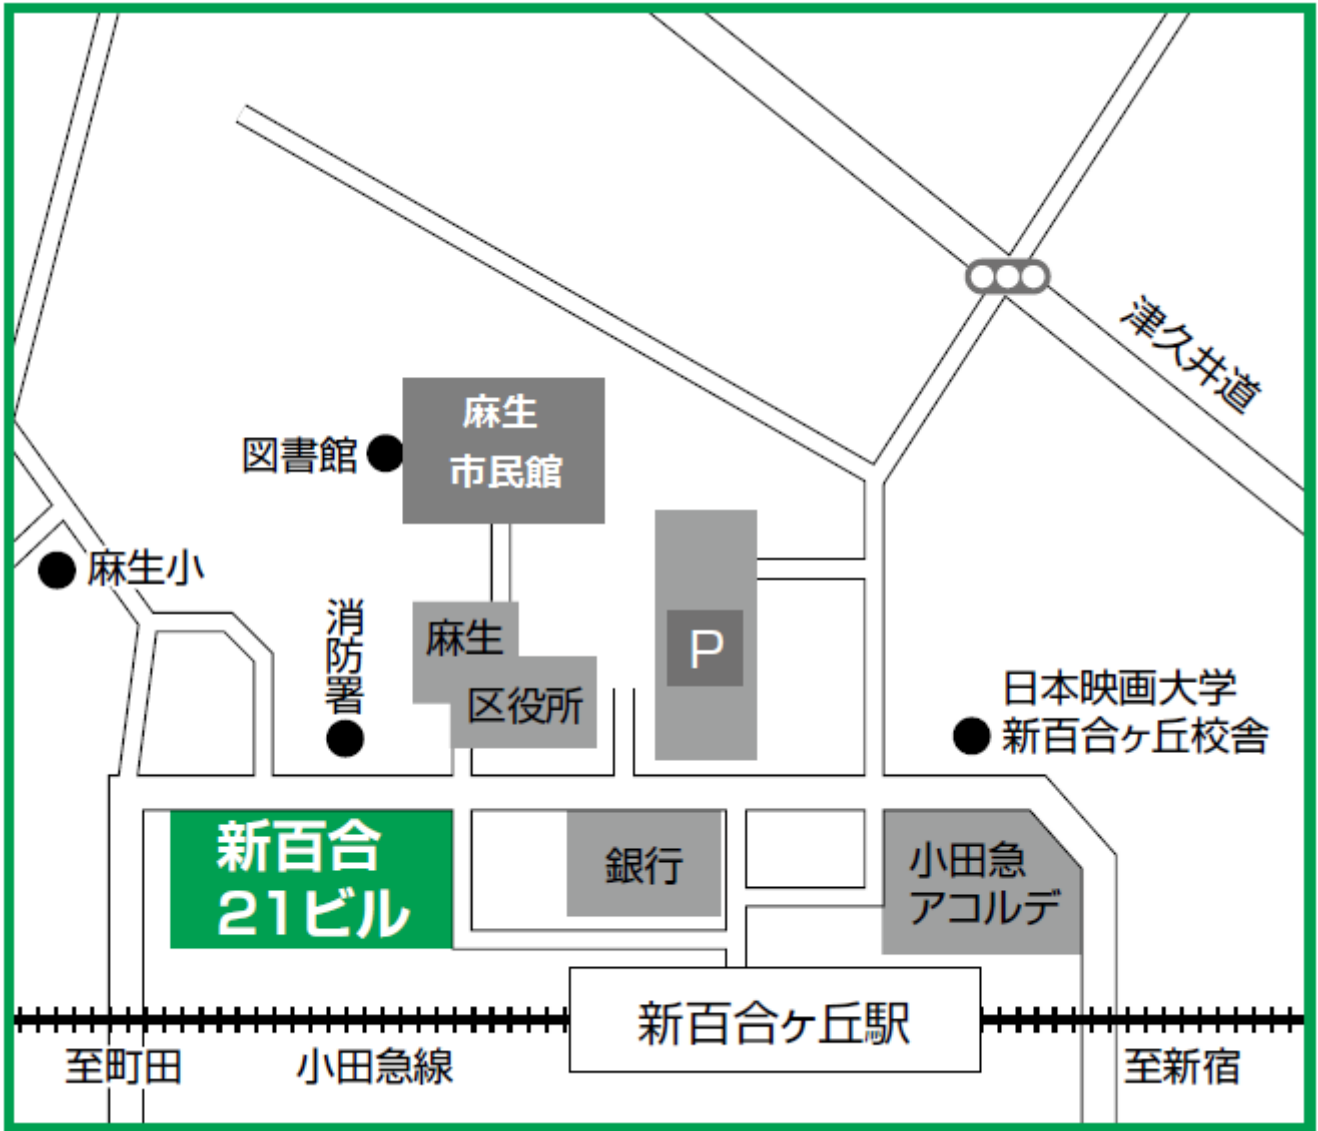 津久井道
麻生
市民館
図書館
麻生小
消防署
麻生
区役所
P
日本映画大学
新百合ヶ丘校舎
新百合
21ビル
銀行
小田急
アコルデ
新百合ヶ丘駅
至町田
小田急線
至新宿